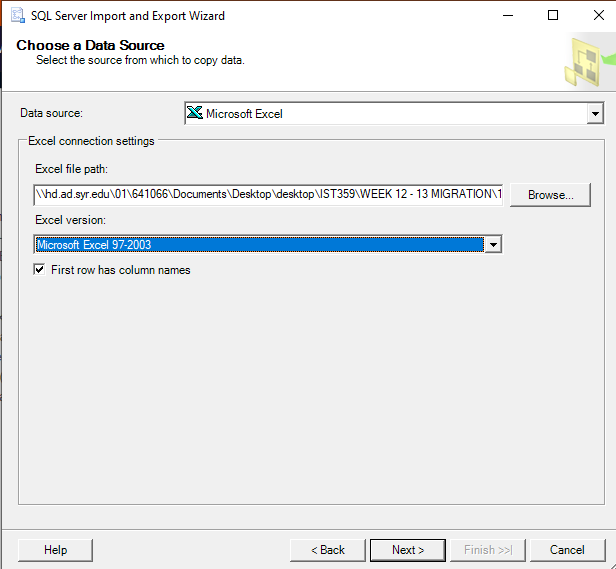 SQL Server Import and Export Wizard
Choose a Data Source
Select the source from which to copy data.
Data source:
Microsoft Excel
Excel connection settings
Excel file path:
\\hd.ad.syr.edu\01\641066\Documents\Desktop\desktop\IST359\WEEK 12 - 13 MIGRATION\1
Browse...
Excel version:
Microsoft Excel 97-2003
First row has column names
Help
< Back
Next >
Finish >>|
Cancel